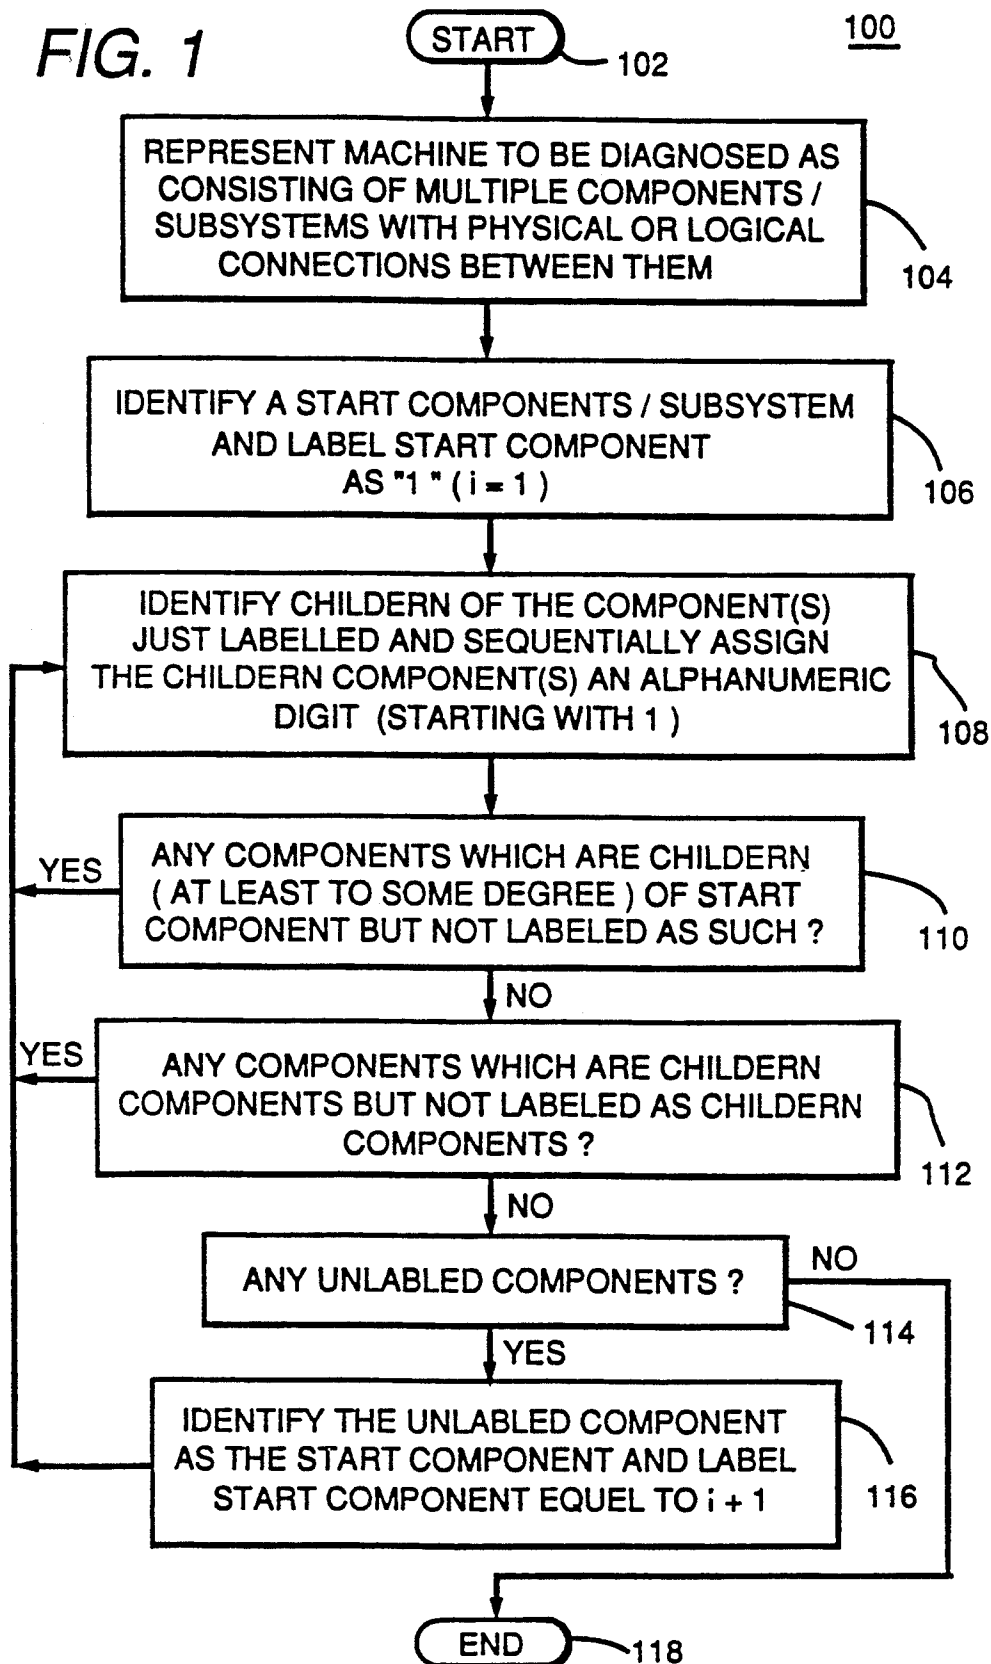 FIG. 1
START
100
102
REPRESENT MACHINE TO BE DIAGNOSED AS
CONSISTING OF MULTIPLE COMPONENTS /
SUBSYSTEMS WITH PHYSICAL OR LOGICAL
CONNECTIONS BETWEEN THEM
104
IDENTIFY A START COMPONENTS / SUBSYSTEM
AND LABEL START COMPONENT
AS "1 " ( i = 1 )
106
IDENTIFY CHILDERN OF THE COMPONENT(S)
JUST LABELLED AND SEQUENTIALLY ASSIGN
THE CHILDERN COMPONENT(S) AN ALPHANUMERIC
DIGIT (STARTING WITH 1 )
108
ANY COMPONENTS WHICH ARE CHILDERN
( AT LEAST TO SOME DEGREE ) OF START
COMPONENT BUT NOT LABELED AS SUCH ?
YES
110
NO
ANY COMPONENTS WHICH ARE CHILDERN
COMPONENTS BUT NOT LABELED AS CHILDERN
COMPONENTS ?
YES
112
NO
ANY UNLABLED COMPONENTS ?
NO
114
YES
IDENTIFY THE UNLABLED COMPONENT
AS THE START COMPONENT AND LABEL
START COMPONENT EQUEL TO i + 1
116
END
118